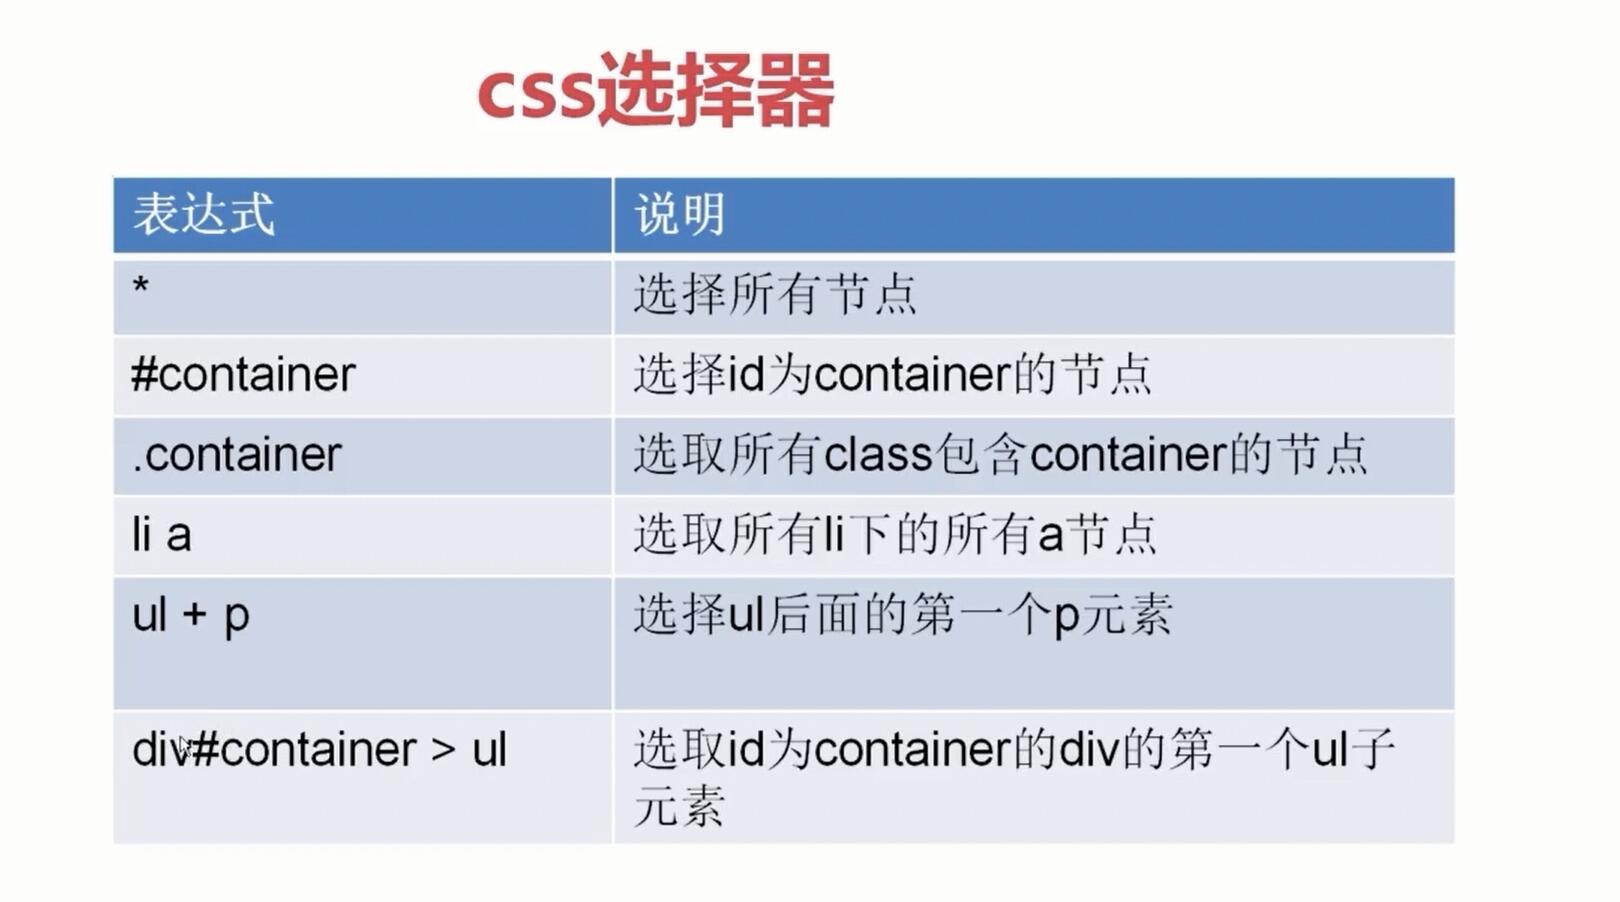 css选择器
表达式 说明
* 选择所有节点
#container 选择id为container的节点
.container 选取所有class包含container的节点
li a 选取所有li下的所有a节点
ul + p 选择ul后面的第一个p元素
div#container > ul 选取id为container的div的第一个ul子
元素